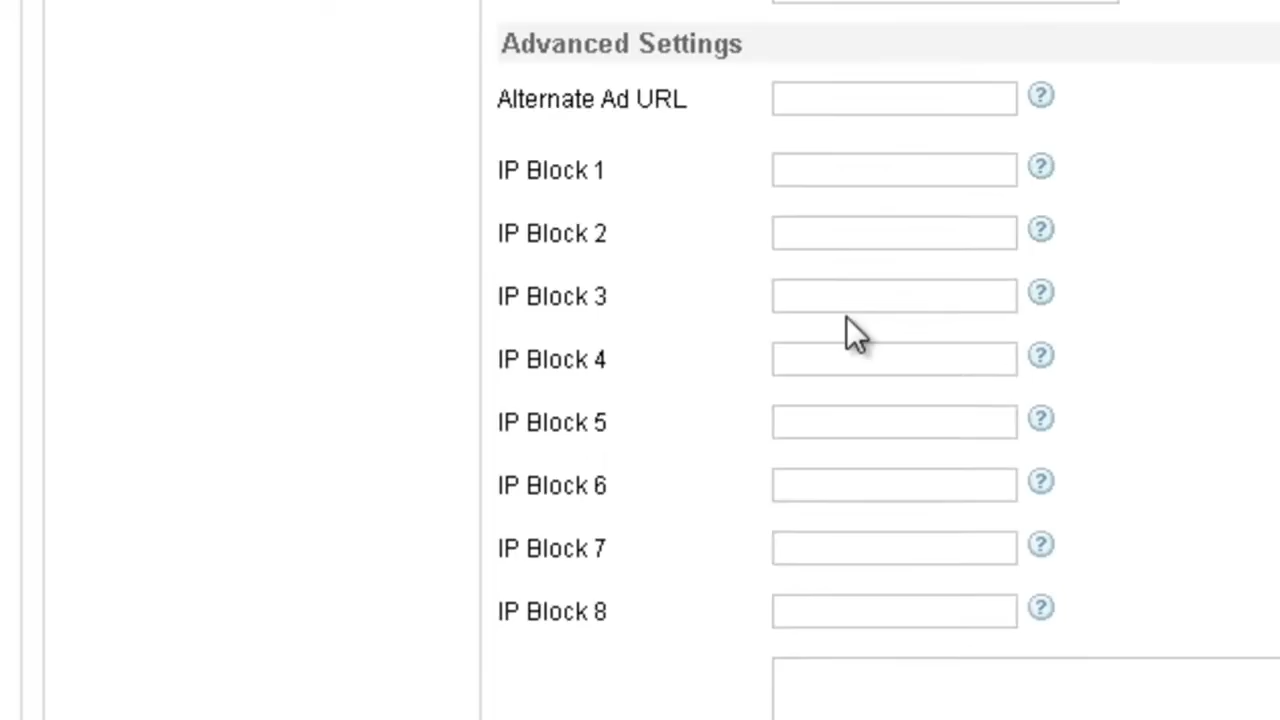 Advanced Settings
Alternate Ad URL
IP Block 1
IP Block 2
IP Block 3
IP Block 4
IP Block 5
IP Block 6
IP Block 7
IP Block 8